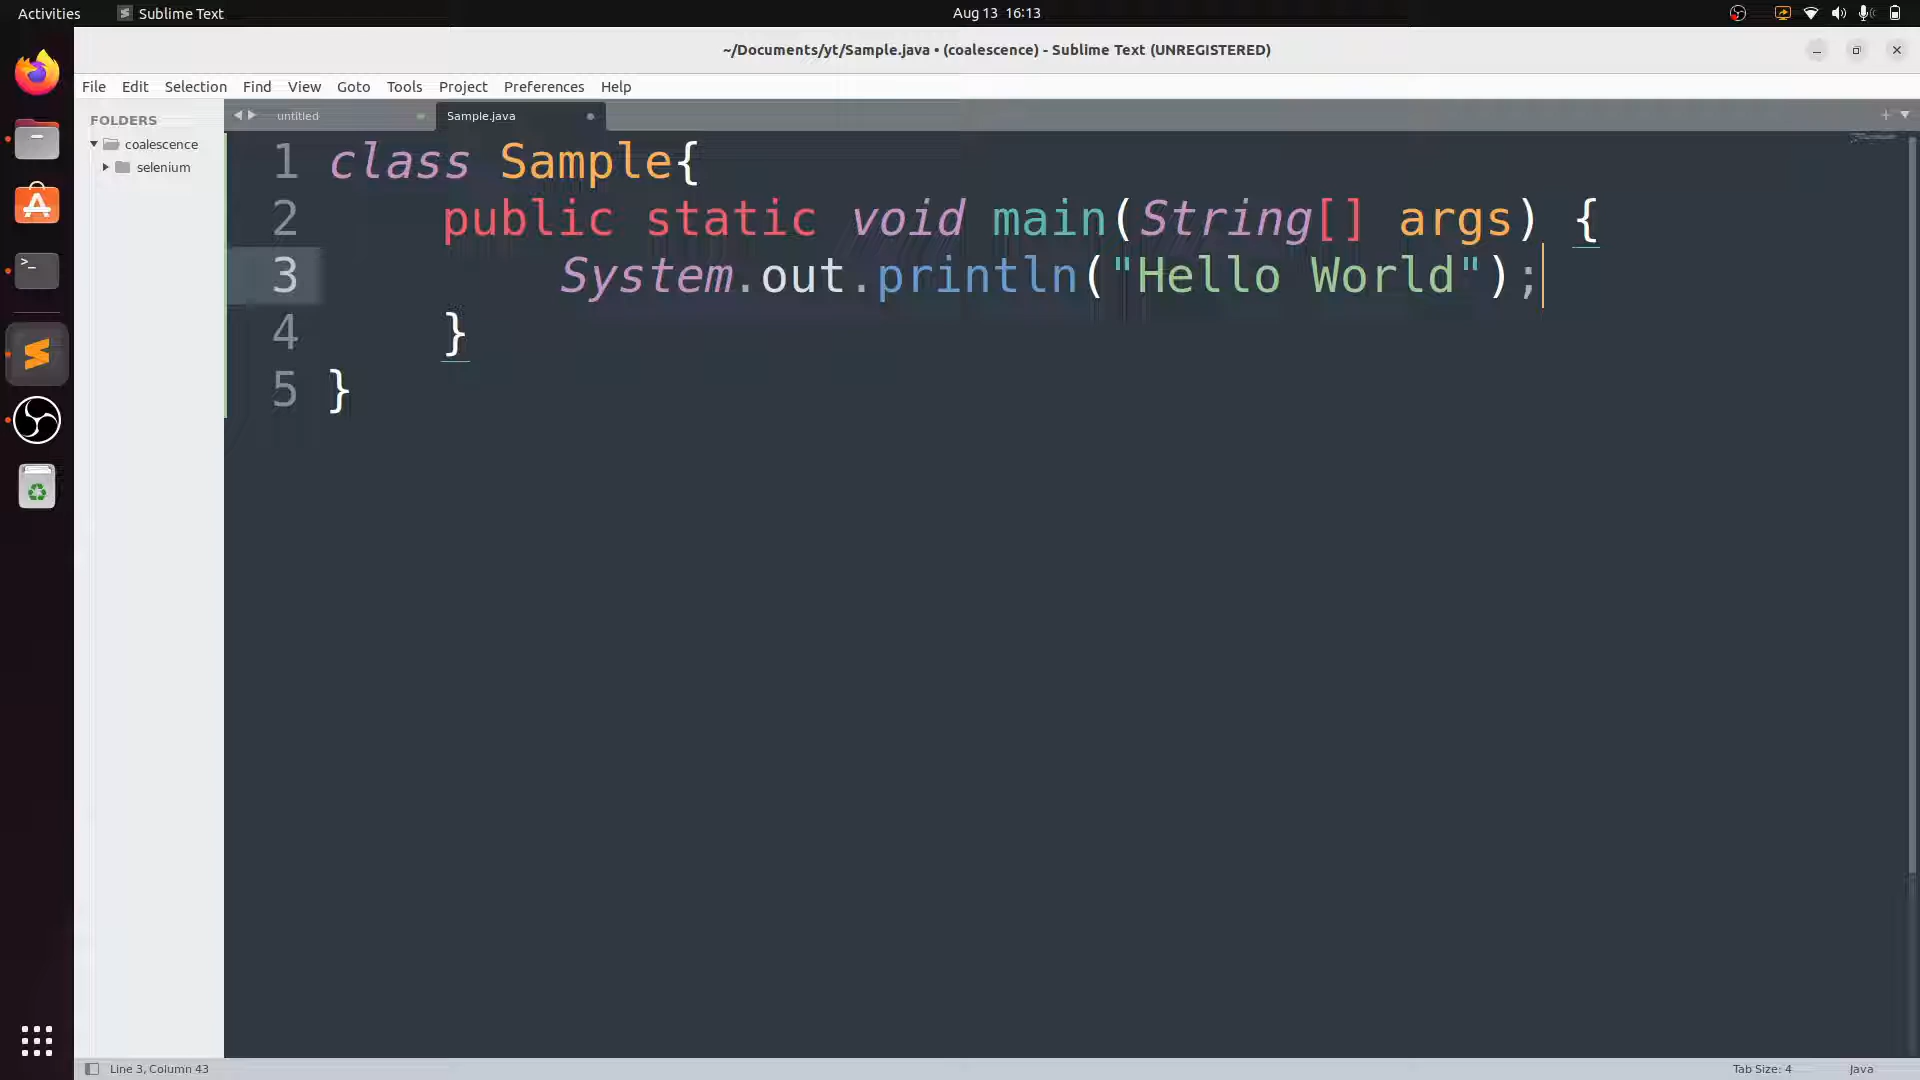 Activities Sublime Text Aug 13 16:13
~/Documents/yt/Sample.java • (coalescence) - Sublime Text (UNREGISTERED)
File Edit Selection Find View Goto Tools Project Preferences Help
FOLDERS
coalescence
selenium
untitled Sample.java
1 class Sample{
2 public static void main(String[] args) {
3 System.out.println("Hello World");
4 }
5 }
Line 3, Column 43 Tab Size: 4 Java